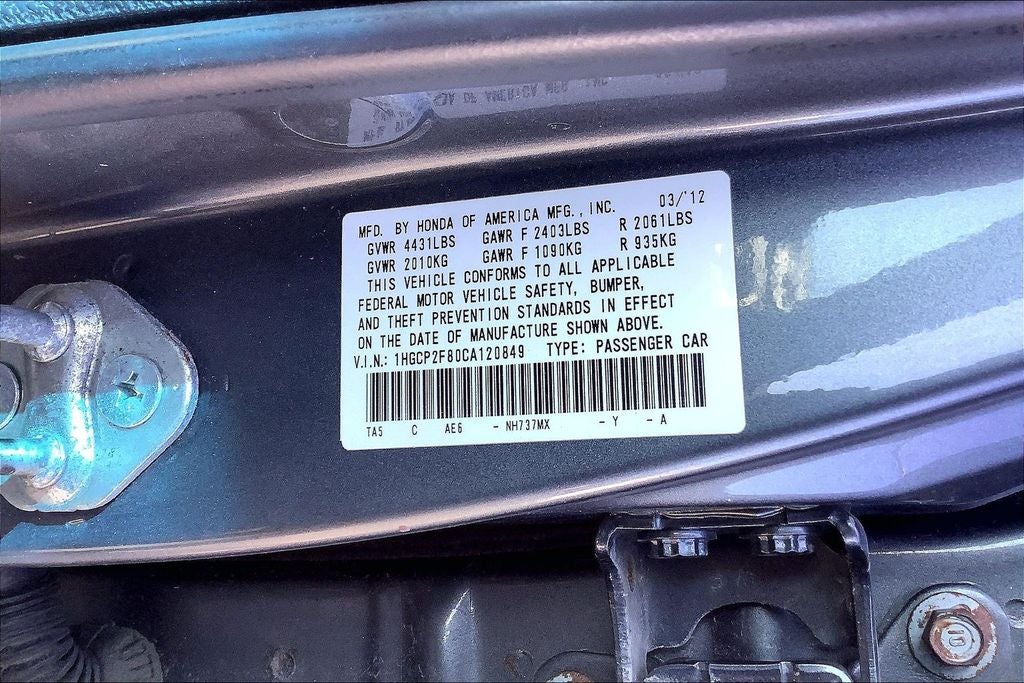 MFD. BY HONDA OF AMERICA MFG., INC. 03/'12
GVWR 4431LBS GAWR F 2403LBS R 2061LBS
GVWR 2010KG GAWR F 1090KG R 935KG
THIS VEHICLE CONFORMS TO ALL APPLICABLE
FEDERAL MOTOR VEHICLE SAFETY, BUMPER,
AND THEFT PREVENTION STANDARDS IN EFFECT
ON THE DATE OF MANUFACTURE SHOWN ABOVE.
V.I.N.: 1HGCP2F80CA120849 TYPE: PASSENGER CAR
TA5 C AE6 - NH737MX - Y - A